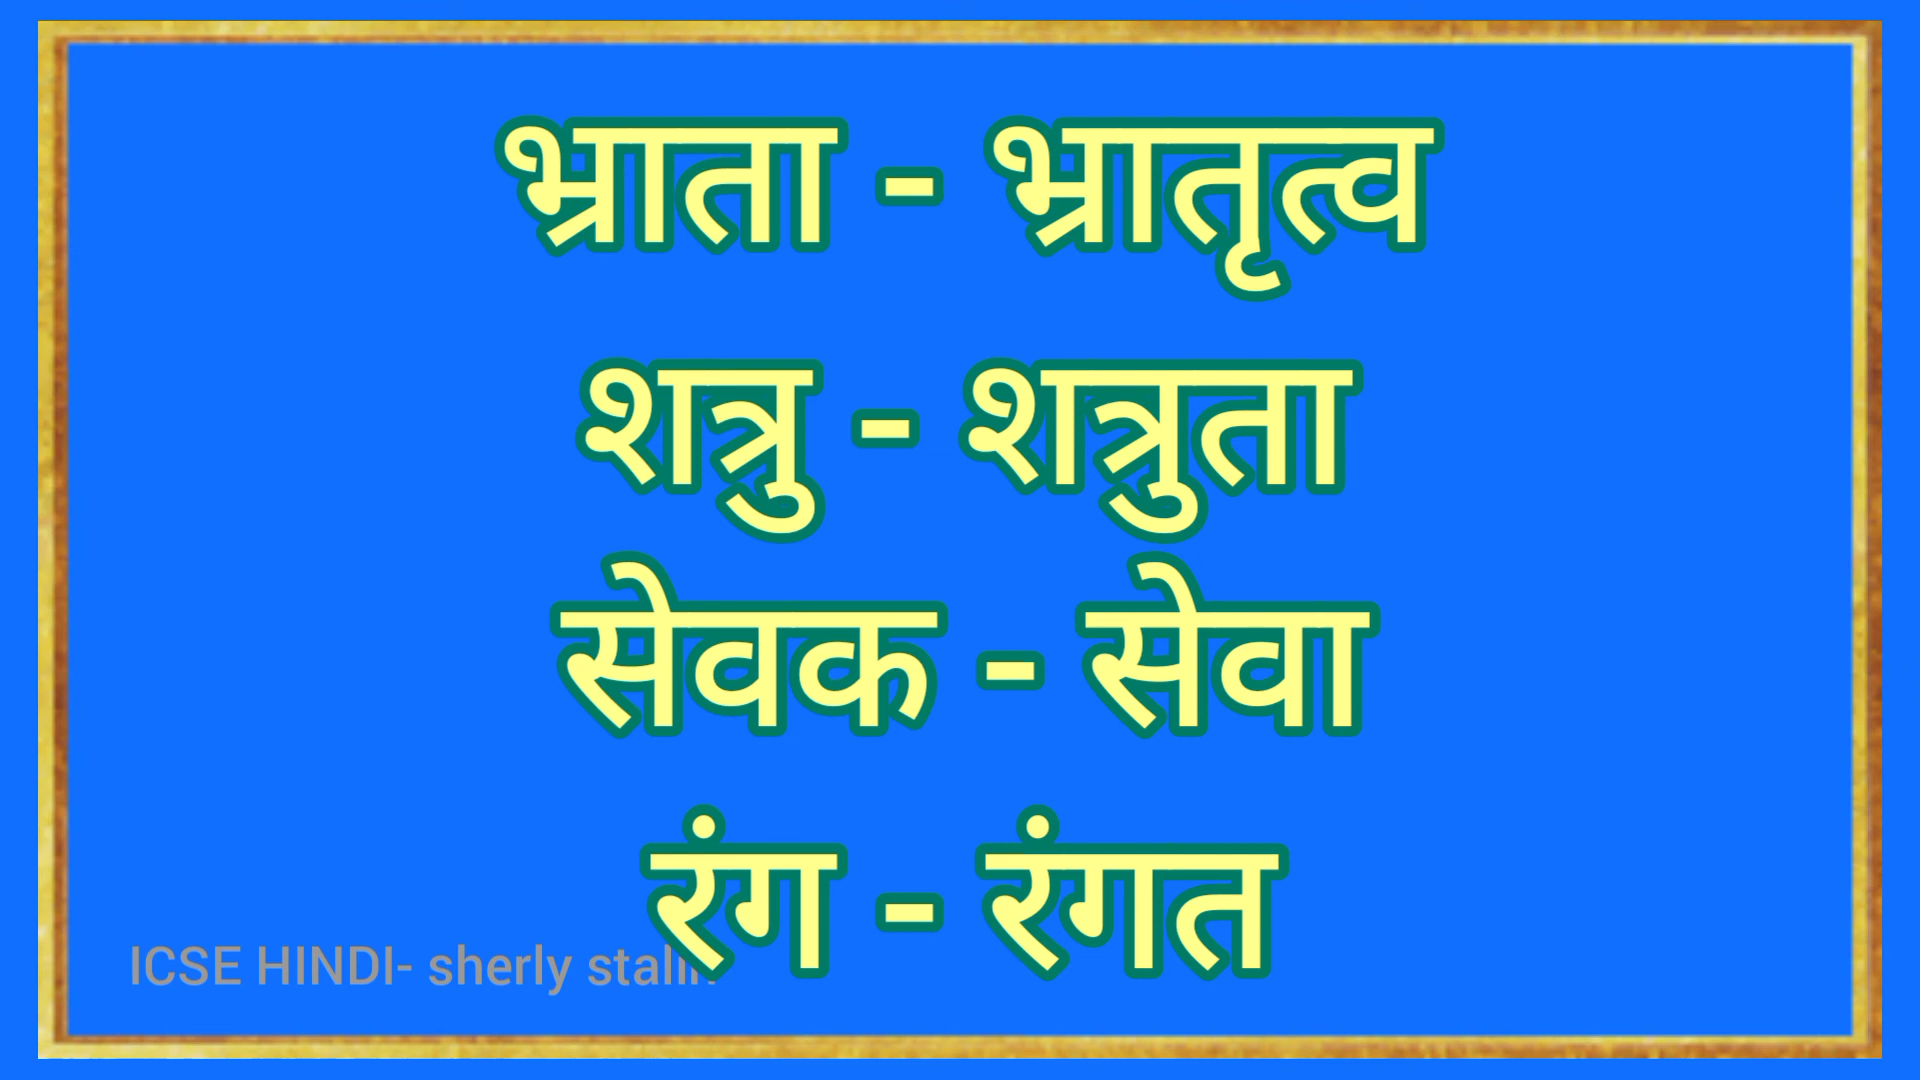 भ्राता - भ्रातृत्व
शत्रु - शत्रुता
सेवक - सेवा
रंग - रंगत
ICSE HINDI- sherly stalin